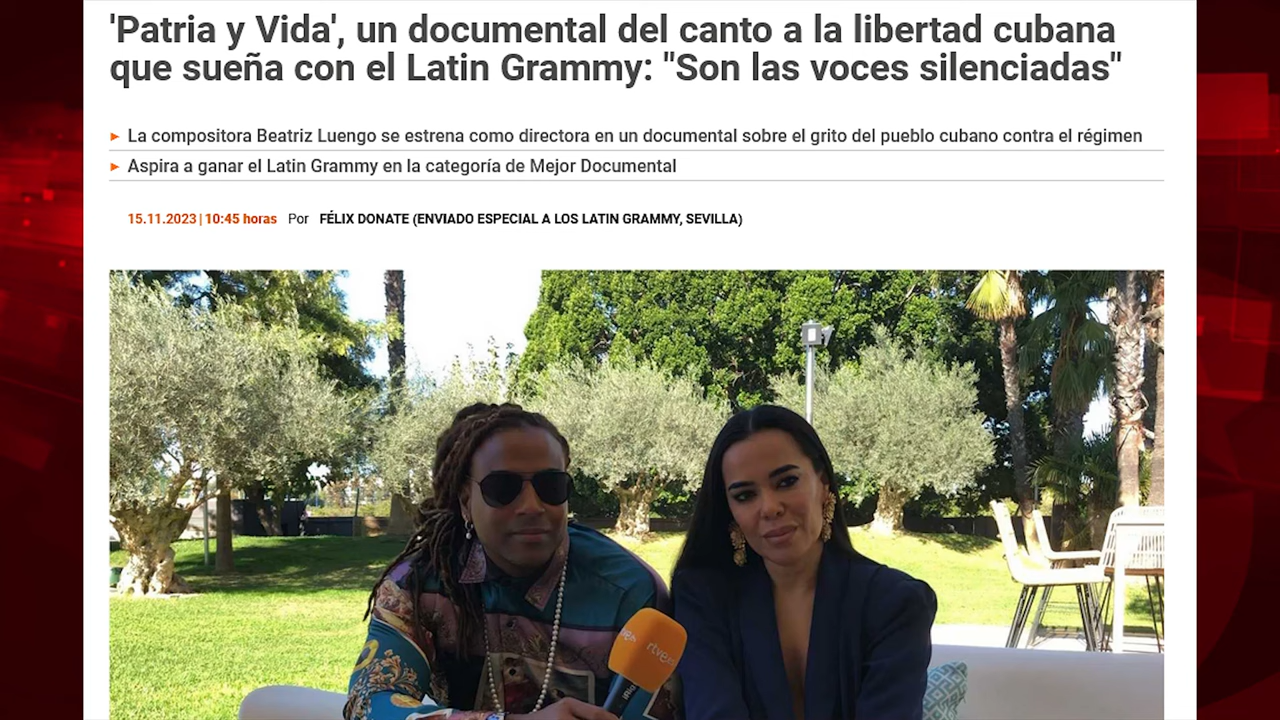 'Patria y Vida', un documental del canto a la libertad cubana
que sueña con el Latin Grammy: "Son las voces silenciadas"
La compositora Beatriz Luengo se estrena como directora en un documental sobre el grito del pueblo cubano contra el régimen
Aspira a ganar el Latin Grammy en la categoría de Mejor Documental
15.11.2023 | 10:45 horas Por FÉLIX DONATE (ENVIADO ESPECIAL A LOS LATIN GRAMMY, SEVILLA)
rtve